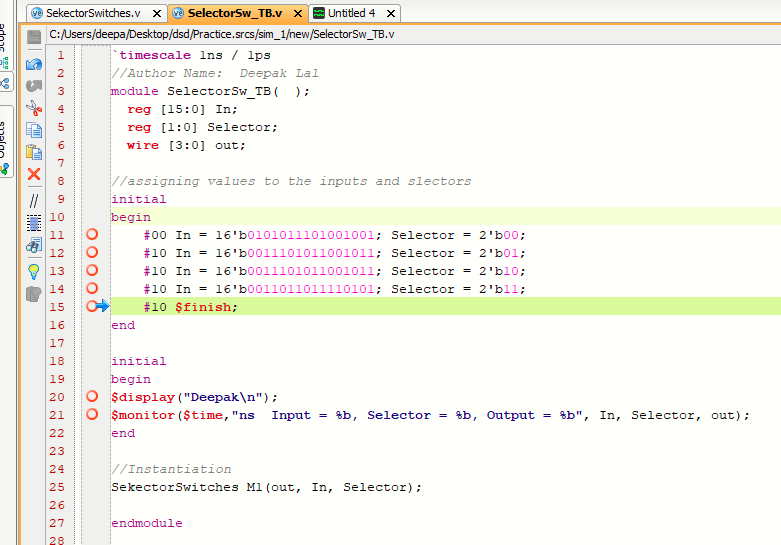 SekectorSwitches.v × SelectorSw_TB.v × Untitled 4 ×
C:/Users/deepa/Desktop/dsd/Practice.srcs/sim_1/new/SelectorSw_TB.v
1 `timescale 1ns / 1ps
2 //Author Name:  Deepak Lal
3 module SelectorSw_TB(  );
4 reg [15:0] In;
5 reg [1:0] Selector;
6 wire [3:0] out;
7
8 //assigning values to the inputs and slectors
9 initial
10 begin
11 #00 In = 16'b0101011101001001; Selector = 2'b00;
12 #10 In = 16'b0011101011001011; Selector = 2'b01;
13 #10 In = 16'b0011101011001011; Selector = 2'b10;
14 #10 In = 16'b0011011011110101; Selector = 2'b11;
15 #10 $finish;
16 end
17
18 initial
19 begin
20 $display("Deepak\n");
21 $monitor($time,"ns  Input = %b, Selector = %b, Output = %b", In, Selector, out);
22 end
23
24 //Instantiation
25 SekectorSwitches M1(out, In, Selector);
26
27 endmodule
28
Objects